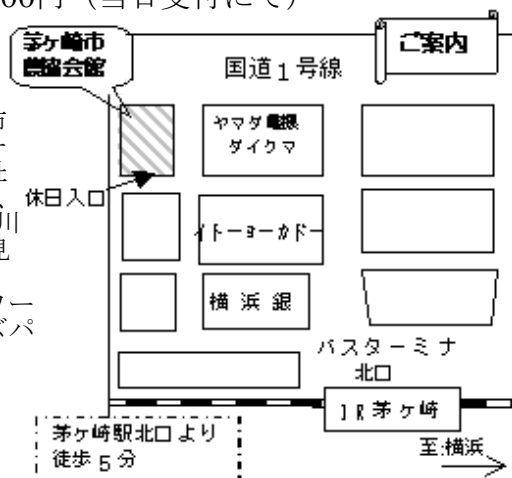 00円（当日受付にて）
ご案内
茅ヶ崎市
農協会館
国道１号線
ヤマダ電機
ダイクマ
休日入口
イトーヨーカドー
横浜銀
バスターミナ
北口
JR茅ヶ崎
茅ヶ崎駅北口より
徒歩５分
至:横浜
川
見
ー
パ